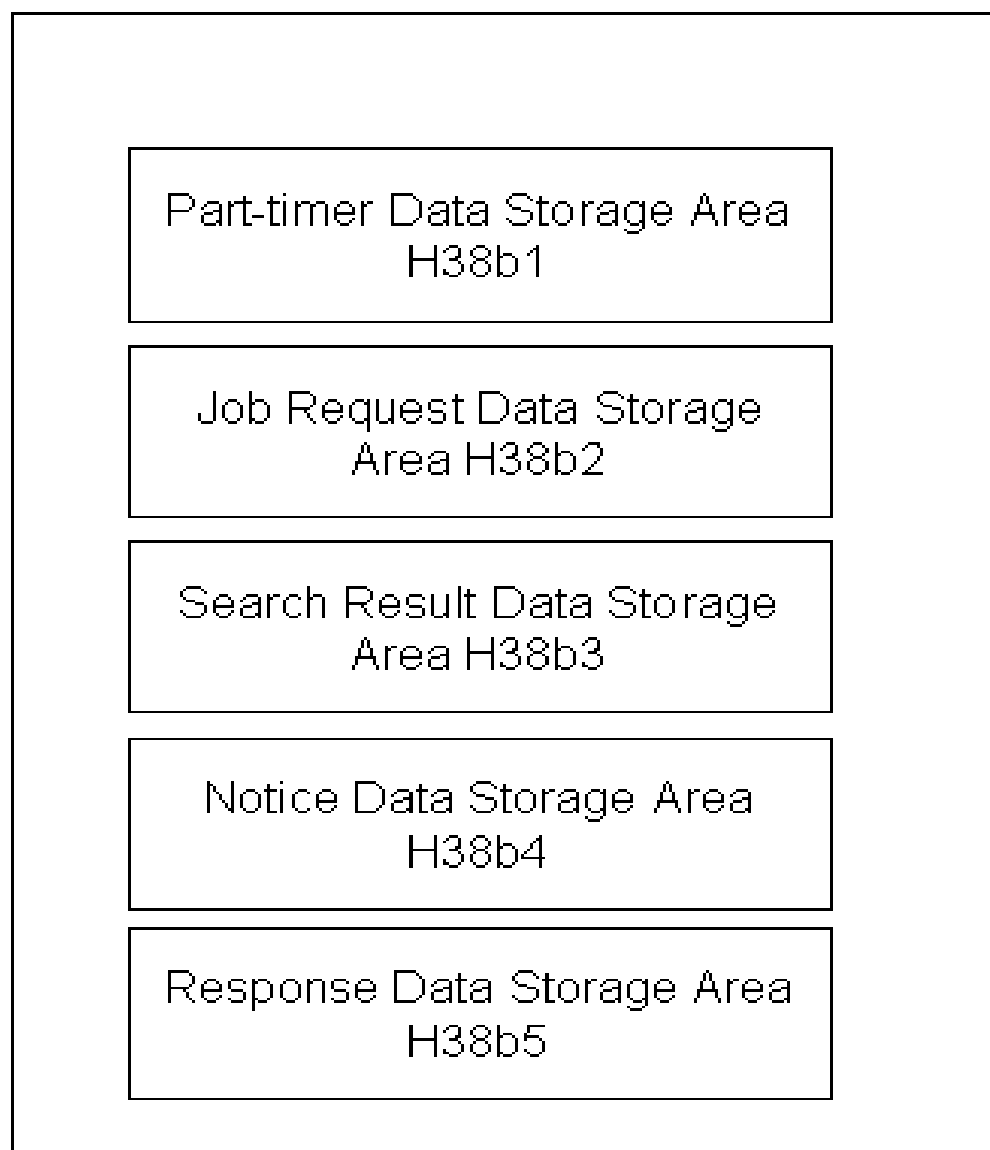 Part-timer Data Storage Area
H38b1
Job Request Data Storage
Area H38b2
Search Result Data Storage
Area H38b3
Notice Data Storage Area
H38b4
Response Data Storage Area
H38b5